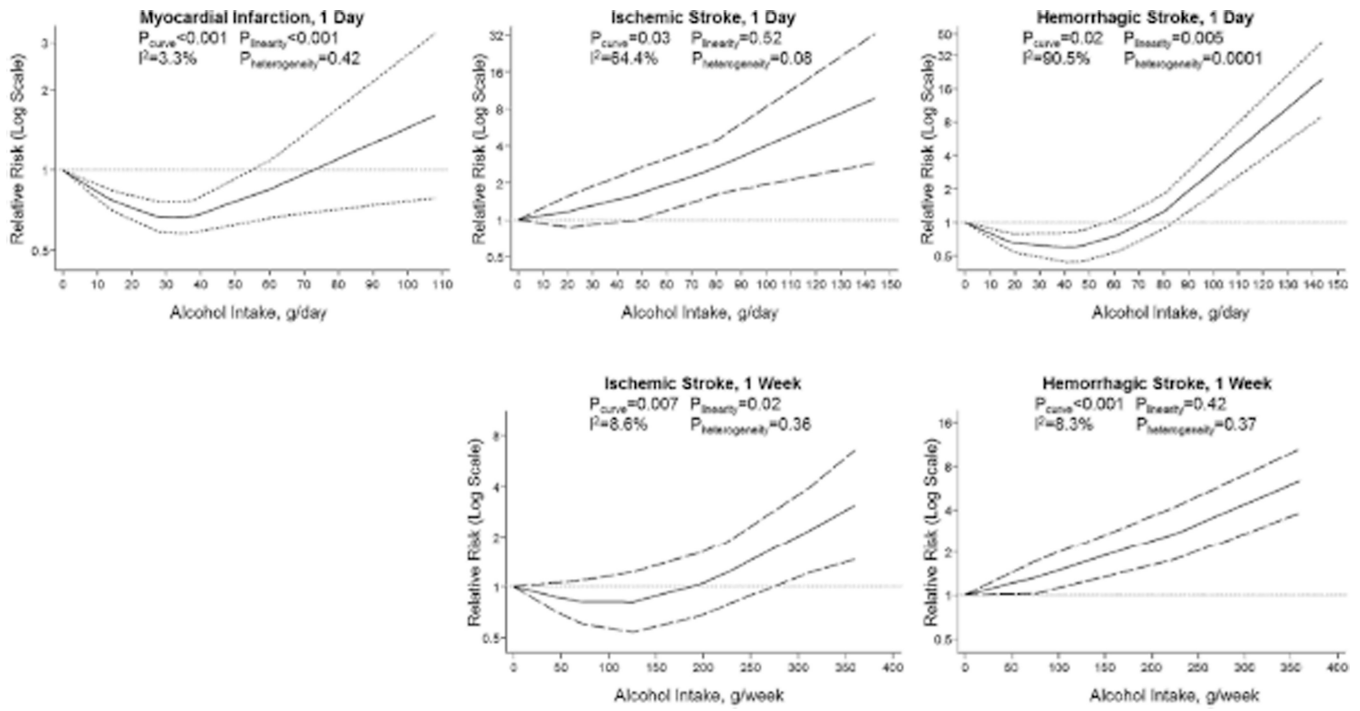 Myocardial Infarction, 1 Day
Pcurve<0.001 Plinearity<0.001
I²=3.3% Pheterogeneity=0.42
Relative Risk (Log Scale)
3
2
1
0.5
0 10 20 30 40 50 60 70 80 90 100 110
Alcohol Intake, g/day
Ischemic Stroke, 1 Day
Pcurve=0.03 Plinearity=0.52
I²=64.4% Pheterogeneity=0.08
Relative Risk (Log Scale)
32
16
8
4
2
1
0.5
0 10 20 30 40 50 60 70 80 90 100 110 120 130 140 150
Alcohol Intake, g/day
Hemorrhagic Stroke, 1 Day
Pcurve=0.02 Plinearity=0.005
I²=90.5% Pheterogeneity=0.0001
Relative Risk (Log Scale)
50
32
16
8
4
2
1
0.5
0 10 20 30 40 50 60 70 80 90 100 110 120 130 140 150
Alcohol Intake, g/day
Ischemic Stroke, 1 Week
Pcurve=0.007 Plinearity=0.02
I²=8.6% Pheterogeneity=0.36
Relative Risk (Log Scale)
8
4
2
1
0.5
0 50 100 150 200 250 300 350 400
Alcohol Intake, g/week
Hemorrhagic Stroke, 1 Week
Pcurve<0.001 Plinearity=0.42
I²=8.3% Pheterogeneity=0.37
Relative Risk (Log Scale)
16
8
4
2
1
0.5
0 50 100 150 200 250 300 350 400
Alcohol Intake, g/week